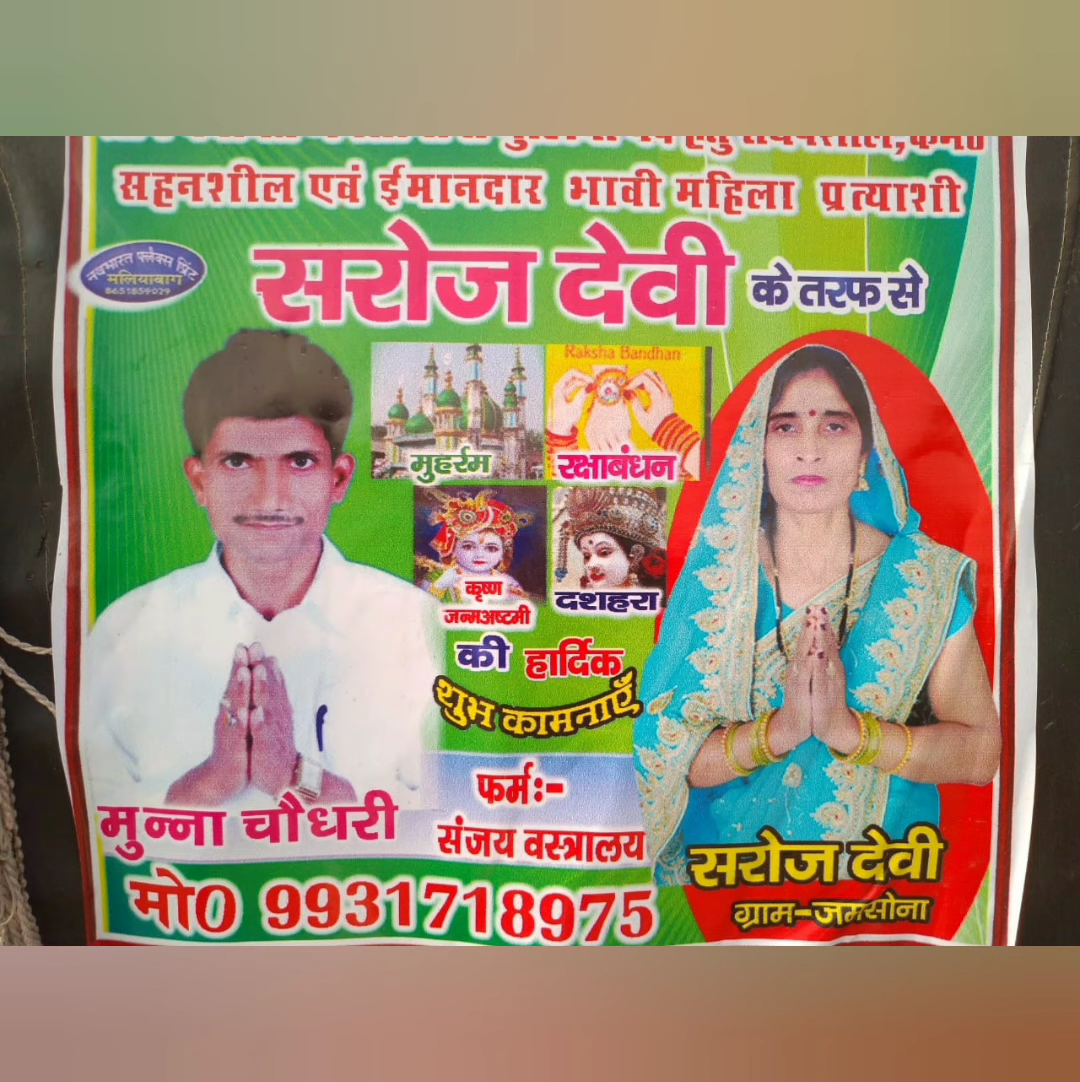 सहनशील एवं ईमानदार भावी महिला प्रत्याशी
नवभारत फ्लैक्स प्रिंट
मलियाबाग
8651859029
सरोज देवी के तरफ से
Raksha Bandhan
मुहर्रम
रक्षाबंधन
कृष्ण
जन्मअष्टमी
दशहरा
की हार्दिक
शुभ कामनाएँ
फर्मः-
संजय वस्त्रालय
मुन्ना चौधरी
मो0 9931718975
सरोज देवी
ग्राम-जमसोना